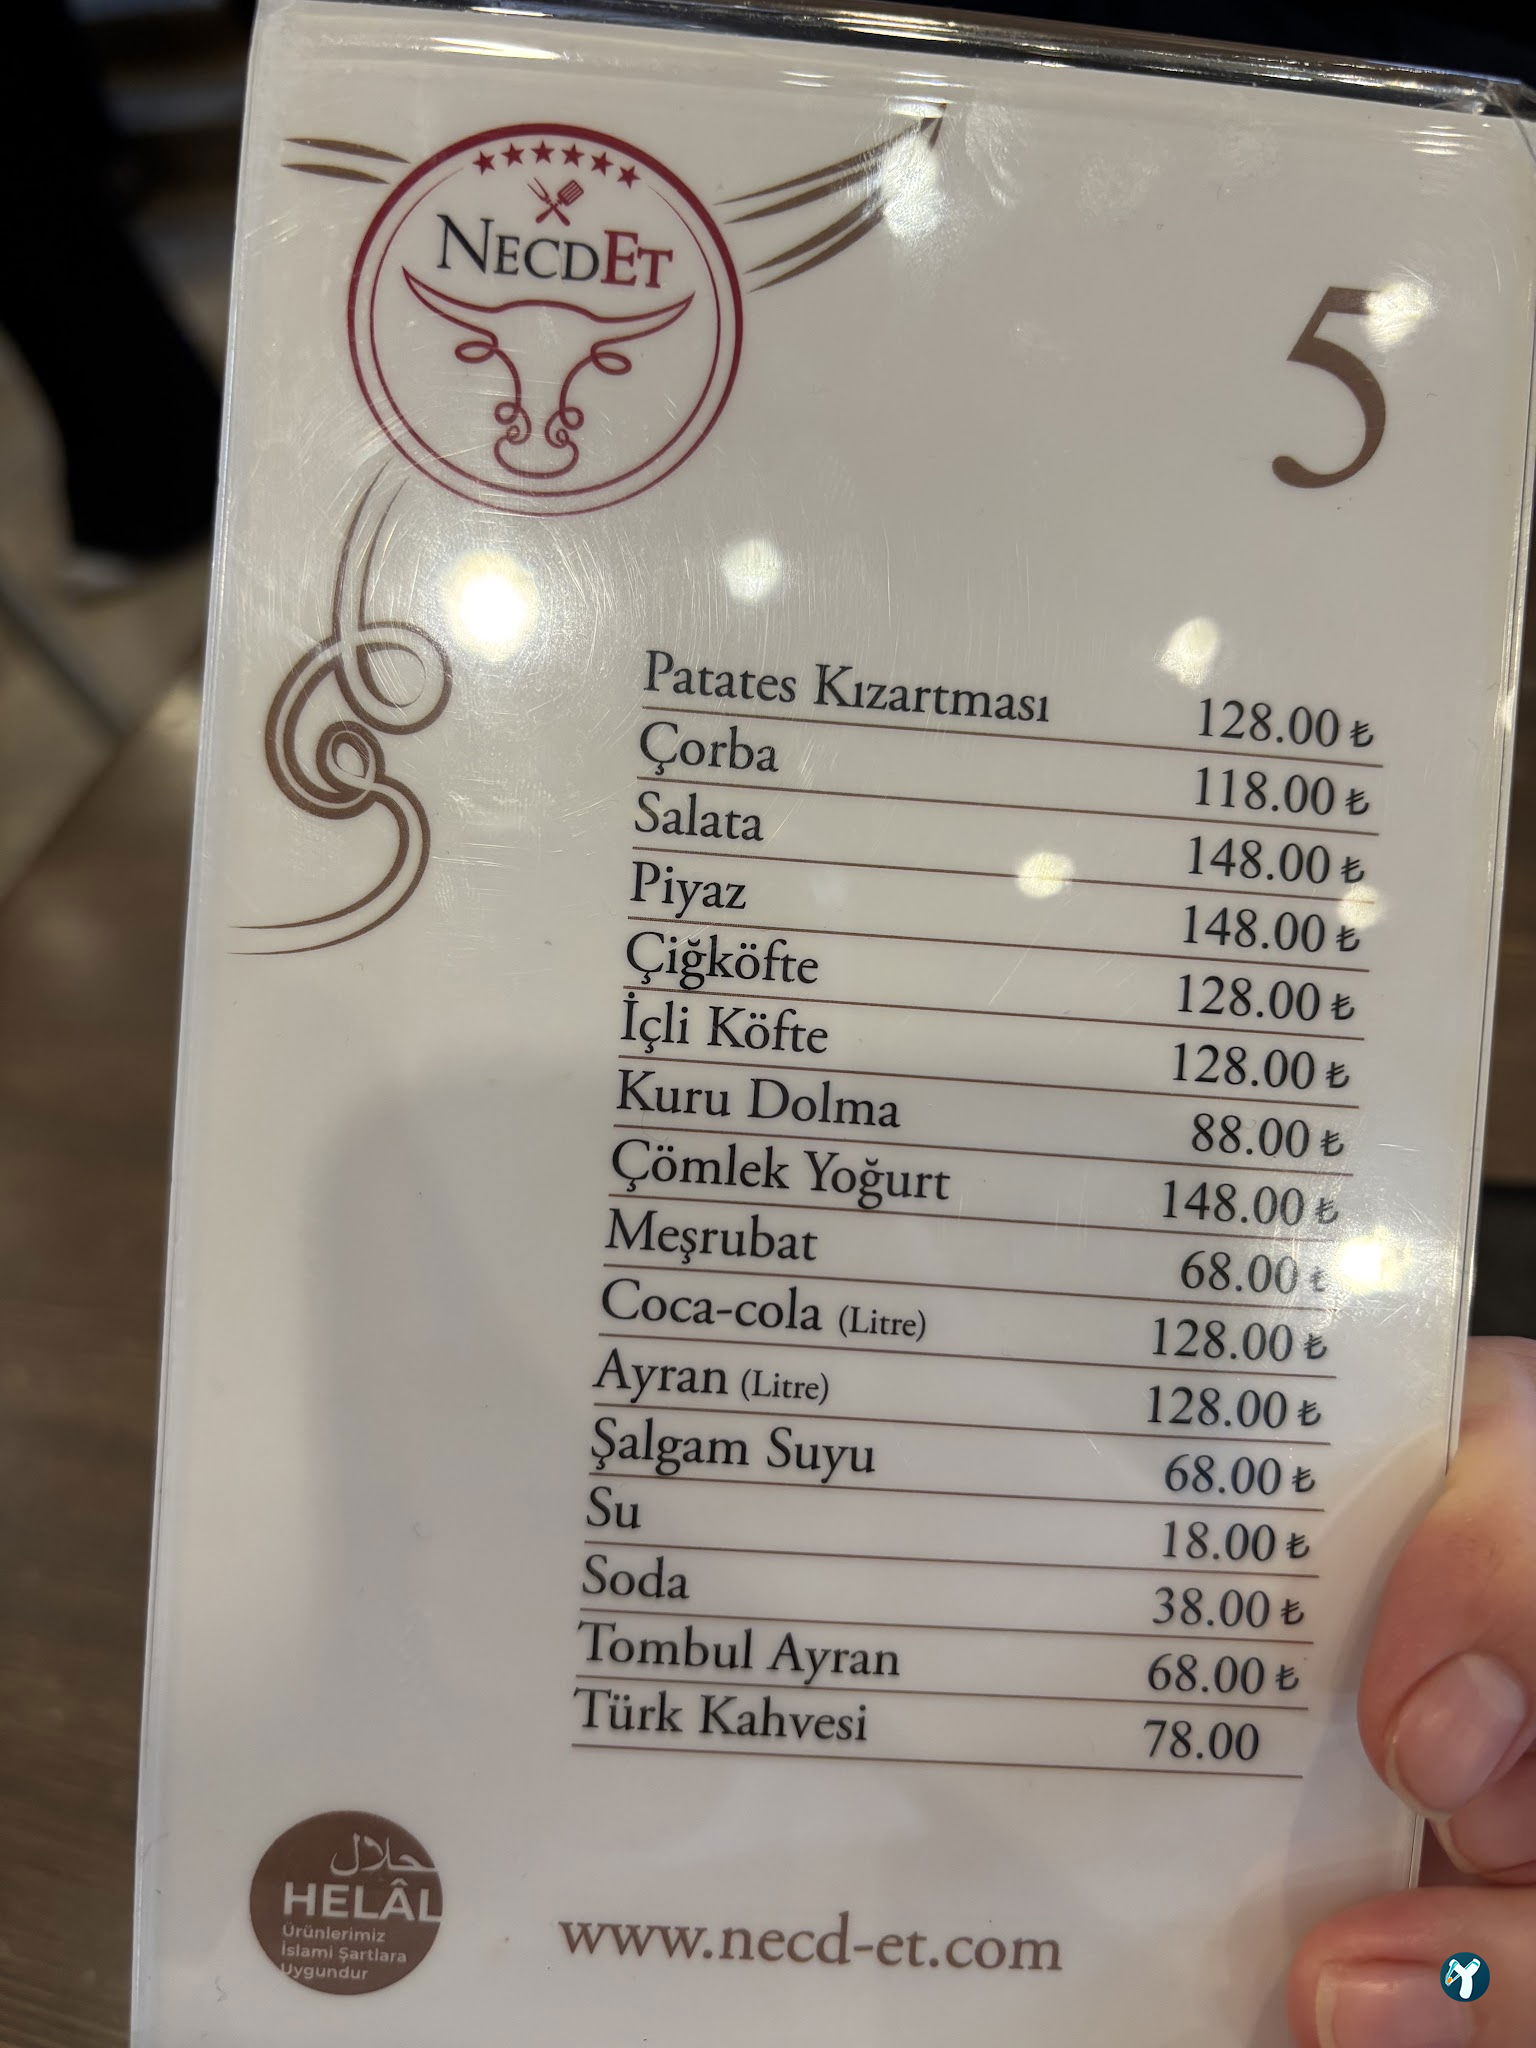 NECDET
5
Patates Kızartması 128.00 ₺
Çorba 118.00 ₺
Salata 148.00 ₺
Piyaz 148.00 ₺
Çiğköfte 128.00 ₺
İçli Köfte 128.00 ₺
Kuru Dolma 88.00 ₺
Çömlek Yoğurt 148.00 ₺
Meşrubat 68.00 ₺
Coca-cola (Litre) 128.00 ₺
Ayran (Litre) 128.00 ₺
Şalgam Suyu 68.00 ₺
Su 18.00 ₺
Soda 38.00 ₺
Tombul Ayran 68.00 ₺
Türk Kahvesi 78.00
حلال
HELÂL
Ürünlerimiz
İslami Şartlara
Uygundur
www.necd-et.com
Y